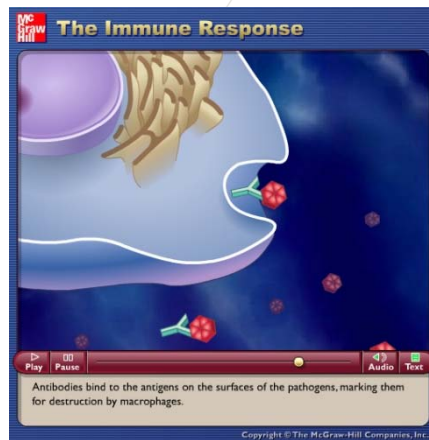 Mc
Graw
Hill
The Immune Response
Play
Pause
Audio
Text
Antibodies bind to the antigens on the surfaces of the pathogens, marking them
for destruction by macrophages.
Copyright © The McGraw-Hill Companies, Inc.